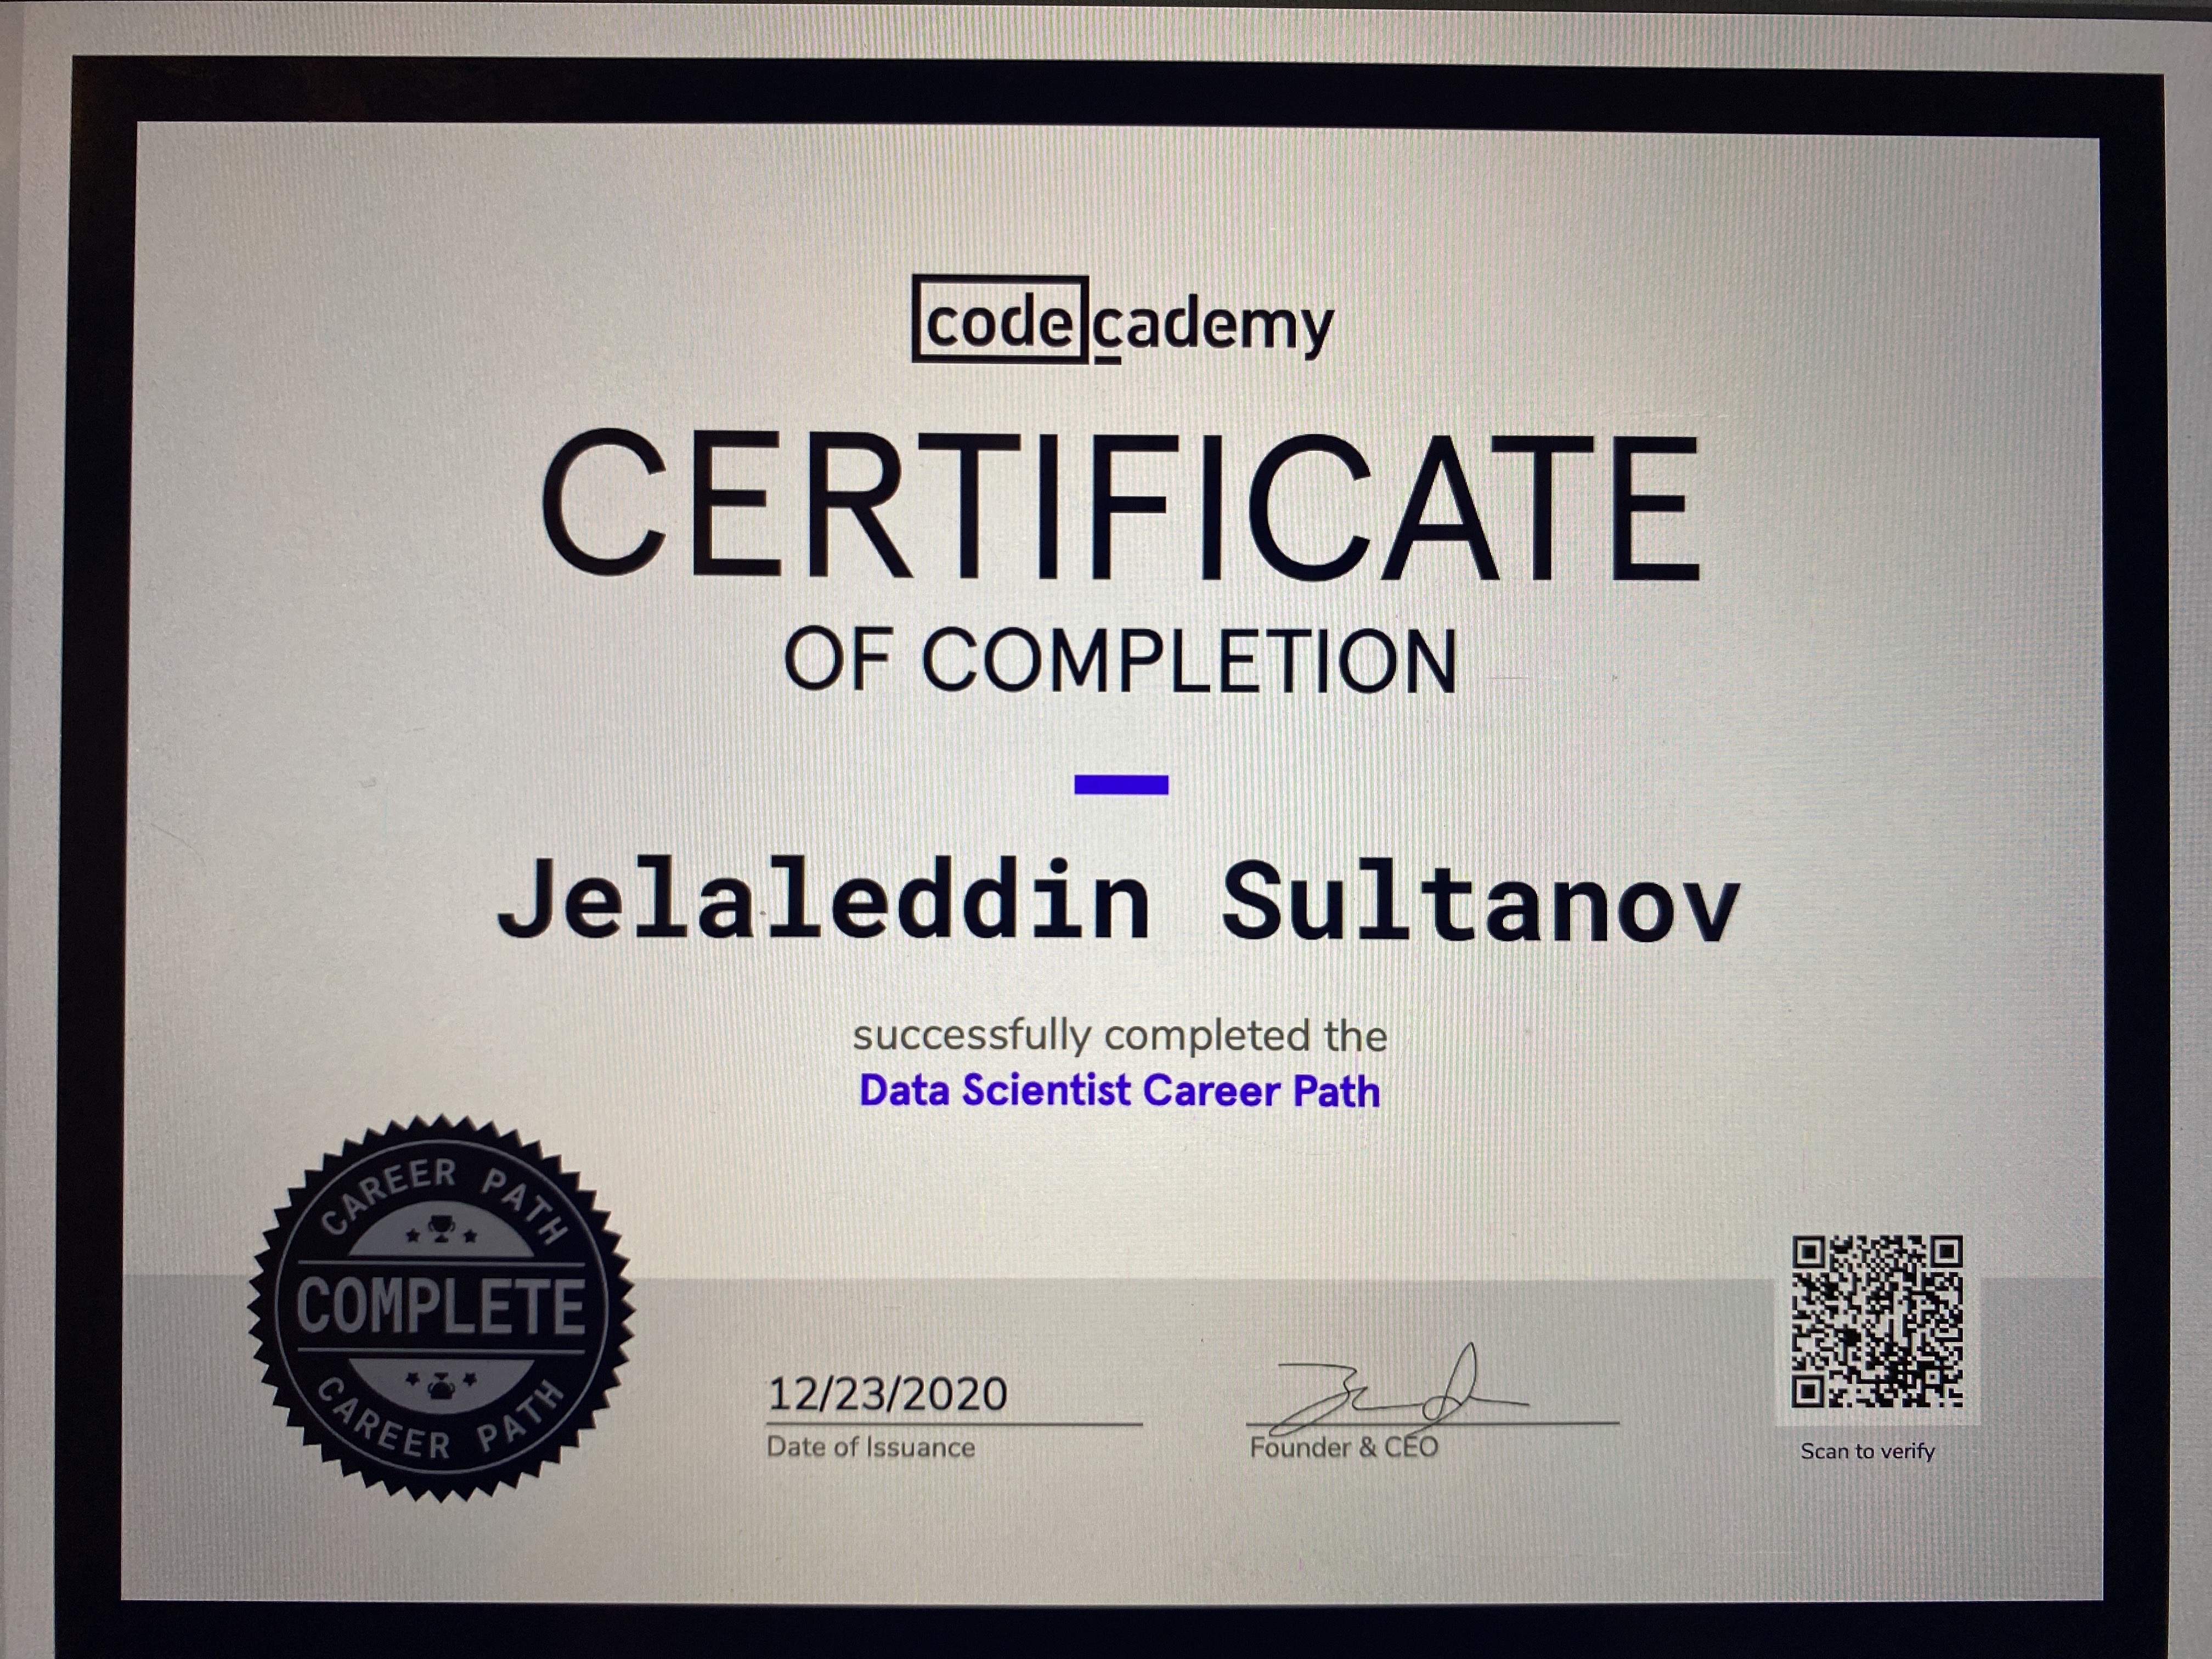 codecademy
CERTIFICATE
OF COMPLETION
Jelaleddin Sultanov
successfully completed the
Data Scientist Career Path
CAREER PATH
COMPLETE
CAREER PATH
12/23/2020
Date of Issuance
Founder & CEO
Scan to verify